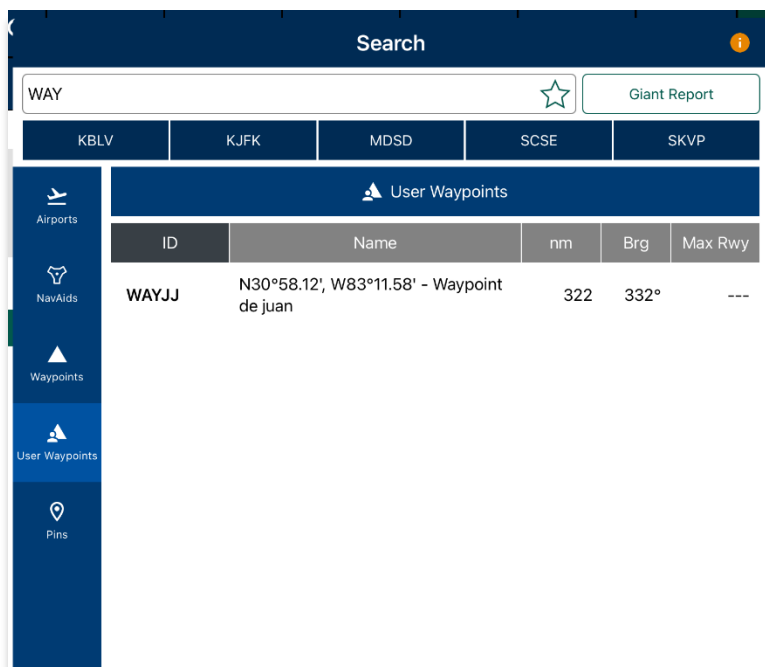 Search
WAY
Giant Report
KBLV KJFK MDSD SCSE SKVP
Airports
NavAids
Waypoints
User Waypoints
Pins
User Waypoints
ID Name nm Brg Max Rwy
WAYJJ N30°58.12', W83°11.58' - Waypoint de juan 322 332° ---